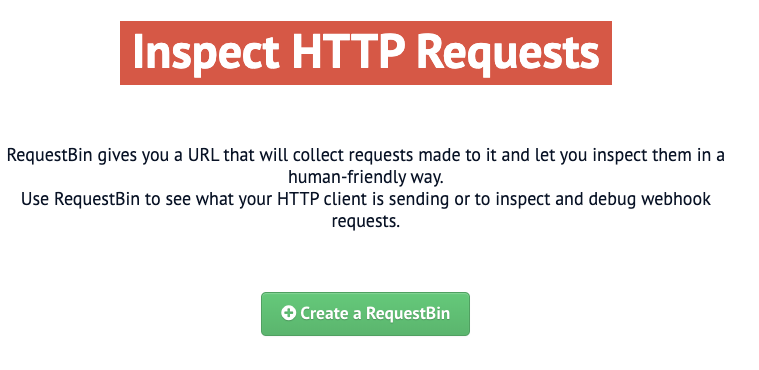 Inspect HTTP Requests
RequestBin gives you a URL that will collect requests made to it and let you inspect them in a
human-friendly way.
Use RequestBin to see what your HTTP client is sending or to inspect and debug webhook
requests.
Create a RequestBin